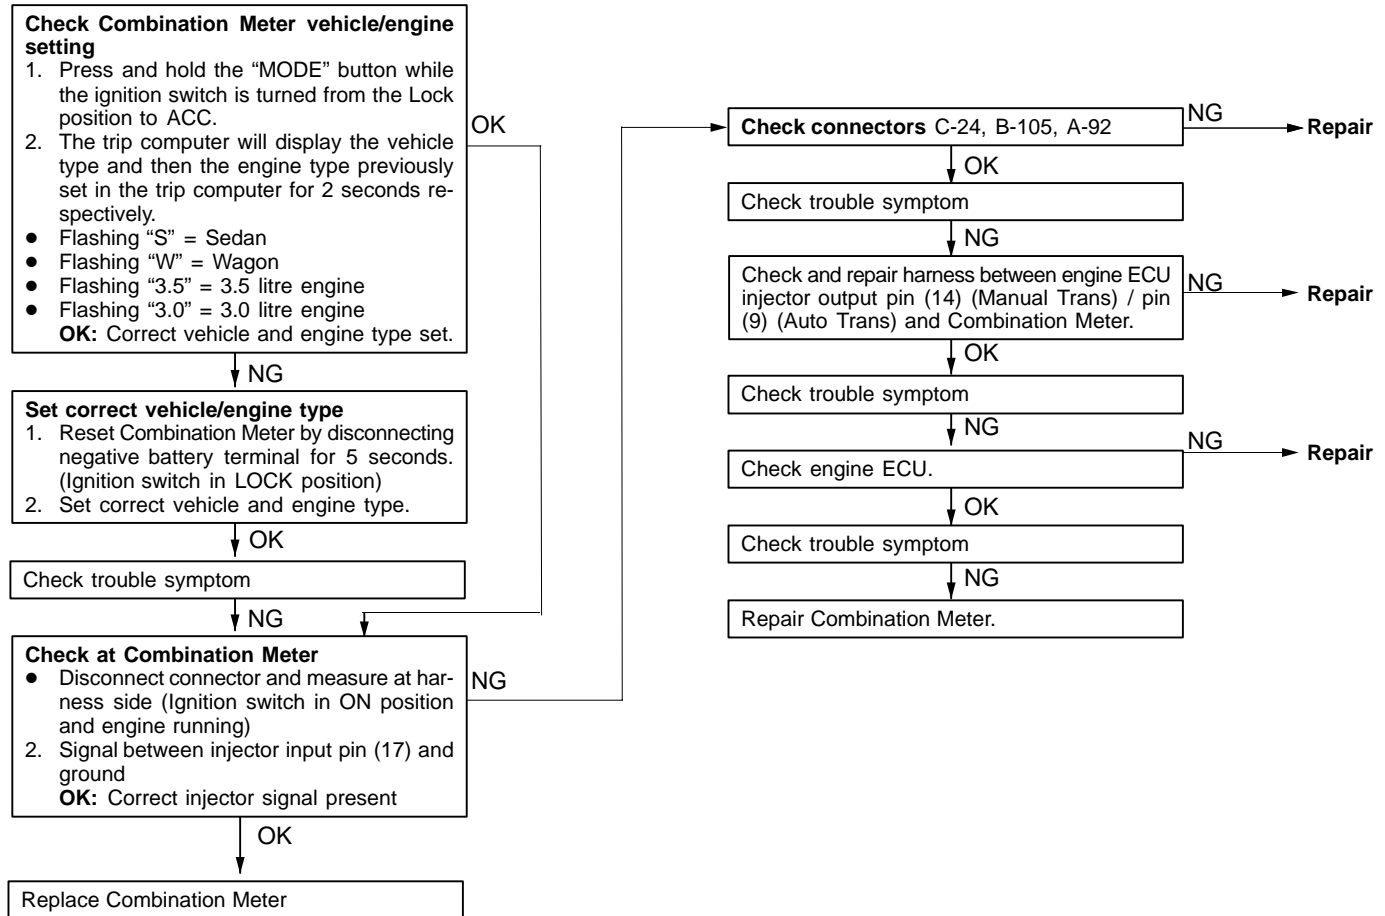 Check Combination Meter vehicle/engine
setting
1. Press and hold the “MODE” button while
the ignition switch is turned from the Lock
position to ACC.
2. The trip computer will display the vehicle
type and then the engine type previously
set in the trip computer for 2 seconds re-
spectively.
● Flashing “S” = Sedan
● Flashing “W” = Wagon
● Flashing “3.5” = 3.5 litre engine
● Flashing “3.0” = 3.0 litre engine
OK: Correct vehicle and engine type set.
OK
NG
Set correct vehicle/engine type
1. Reset Combination Meter by disconnecting
negative battery terminal for 5 seconds.
(Ignition switch in LOCK position)
2. Set correct vehicle and engine type.
OK
Check trouble symptom
NG
Check at Combination Meter
● Disconnect connector and measure at har-
ness side (Ignition switch in ON position
and engine running)
2. Signal between injector input pin (17) and
ground
OK: Correct injector signal present
NG
OK
Replace Combination Meter
Check connectors C-24, B-105, A-92
NG
Repair
OK
Check trouble symptom
NG
Check and repair harness between engine ECU
injector output pin (14) (Manual Trans) / pin
(9) (Auto Trans) and Combination Meter.
NG
Repair
OK
Check trouble symptom
NG
Check engine ECU.
NG
Repair
OK
Check trouble symptom
NG
Repair Combination Meter.